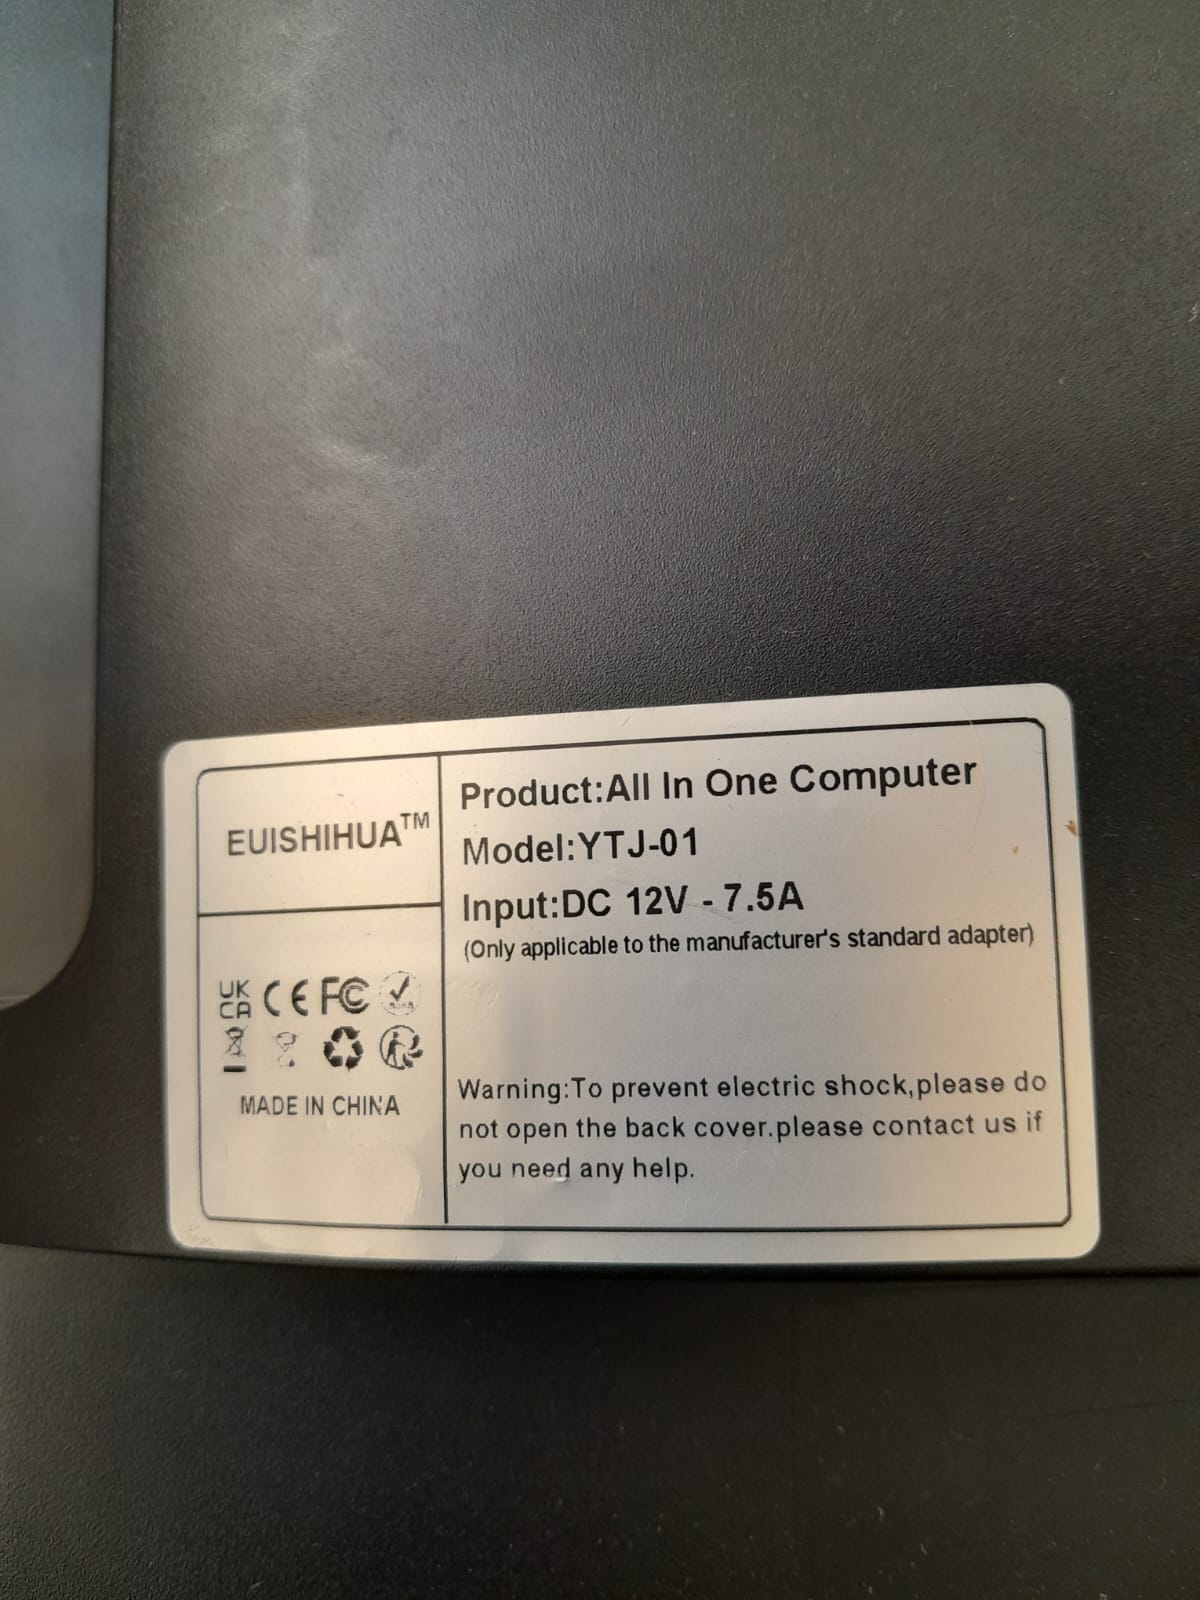 EUISHIHUA™
UK
CA CE FC
MADE IN CHINA
Product:All In One Computer
Model:YTJ-01
Input:DC 12V - 7.5A
(Only applicable to the manufacturer's standard adapter)
Warning:To prevent electric shock,please do
not open the back cover.please contact us if
you need any help.